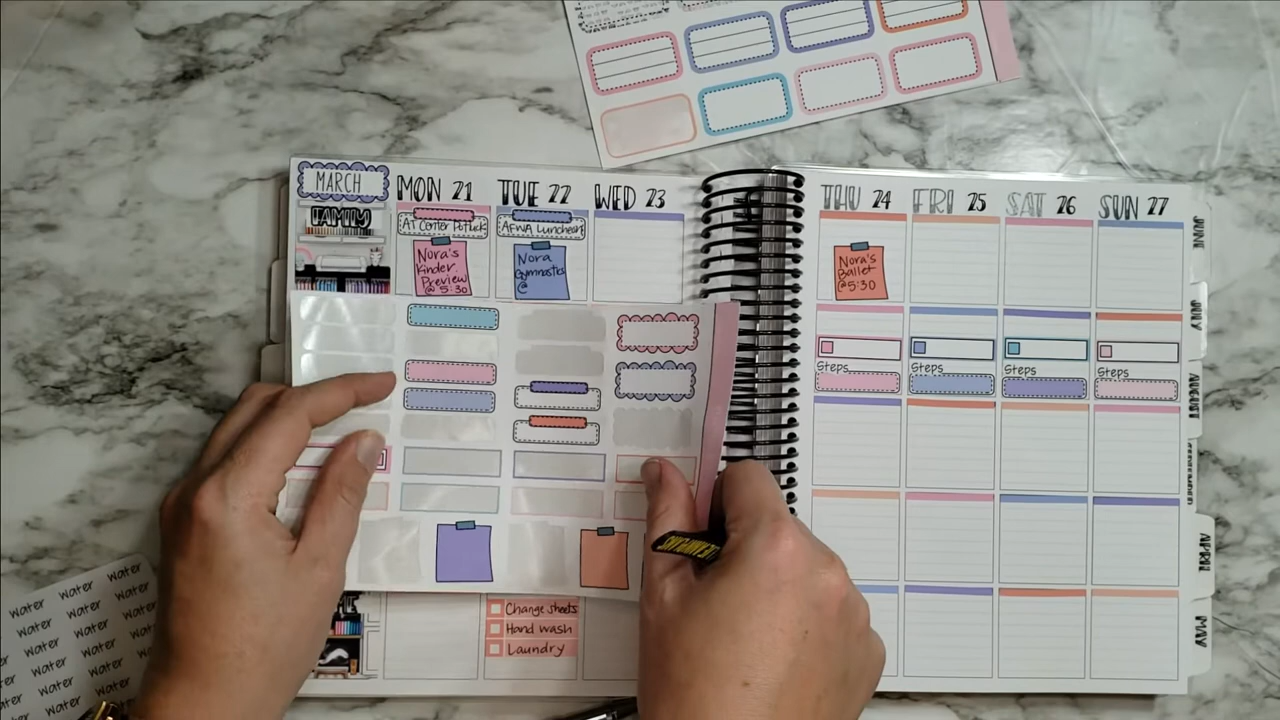 MARCH
MON 21
TUE 22
WED 23
THU 24
FRI 25
SAT 26
SUN 27
FAMILY
AT Center Potluck
AFWA Luncheon
Nora's
Kinder
Preview
@ 5:30
Nora
Gymnastics
@
Nora's
Ballet
@5:30
Steps
Steps
Steps
Steps
Change sheets
Hand wash
Laundry
JUNE
JULY
AUGUST
APRIL
MAY
water
water
water
water
water
water
water
water
water
water
water
water
water
water